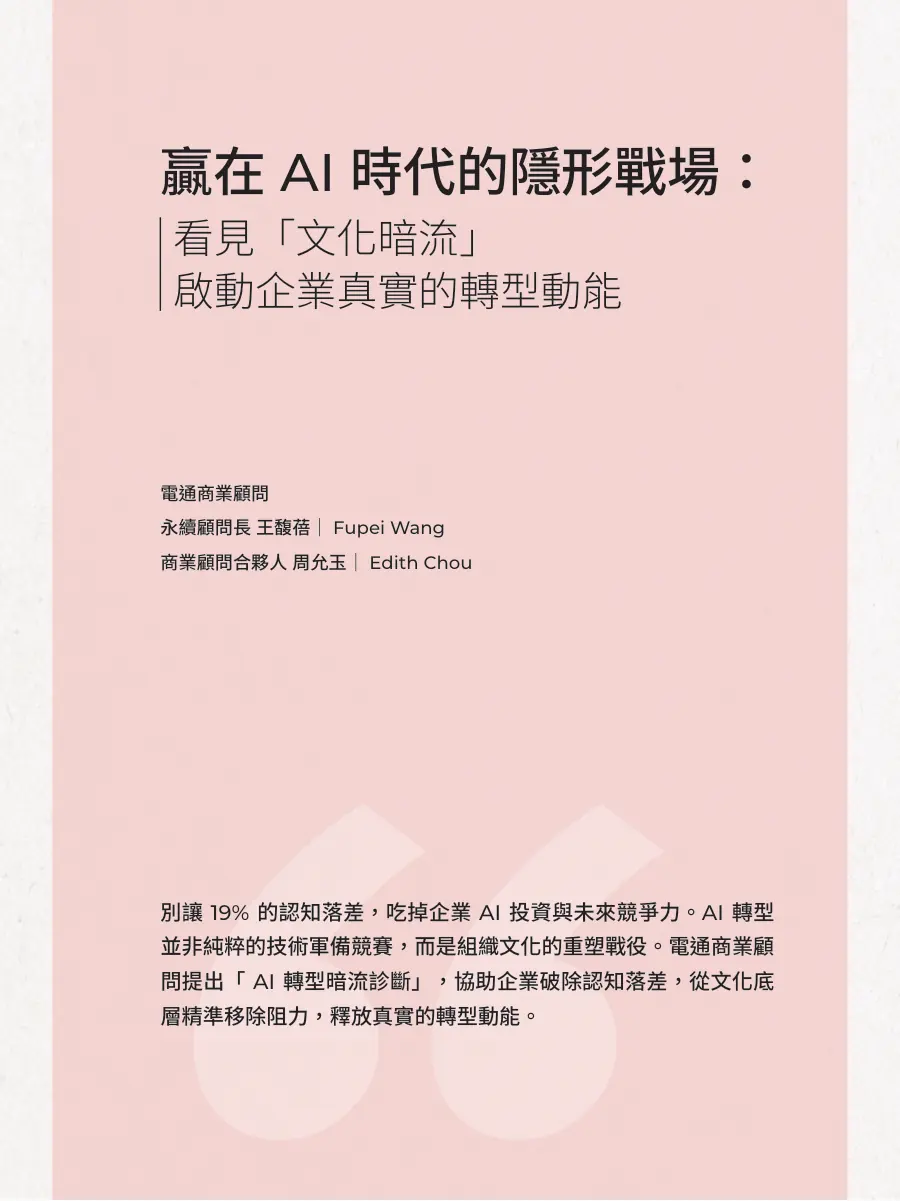 贏在 AI 時代的隱形戰場：
看見「文化暗流」
啟動企業真實的轉型動能
電通商業顧問
永續顧問長 王馥蓓｜ Fupei Wang
商業顧問合夥人 周允玉｜ Edith Chou
別讓 19% 的認知落差，吃掉企業 AI 投資與未來競爭力。AI 轉型
並非純粹的技術軍備競賽，而是組織文化的重塑戰役。電通商業顧
問提出「 AI 轉型暗流診斷」，協助企業破除認知落差，從文化底
層精準移除阻力，釋放真實的轉型動能。